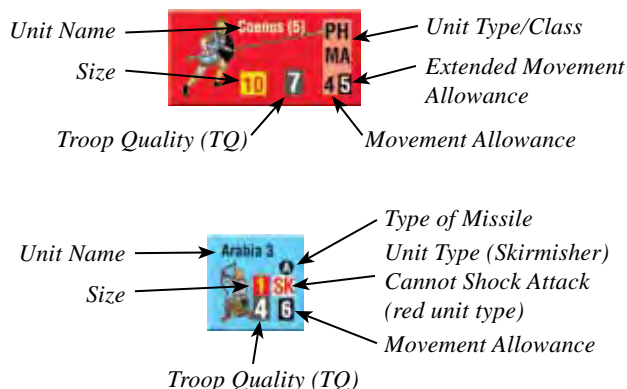 Unit Name
Coenus (5)
PH
MA
Unit Type/Class
Size
10
7
4 5
Extended Movement
Allowance
Troop Quality (TQ)
Movement Allowance
Unit Name
Arabia 3
Type of Missile
A
Unit Type (Skirmisher)
Size
1 SK
Cannot Shock Attack
(red unit type)
4 6
Movement Allowance
Troop Quality (TQ)